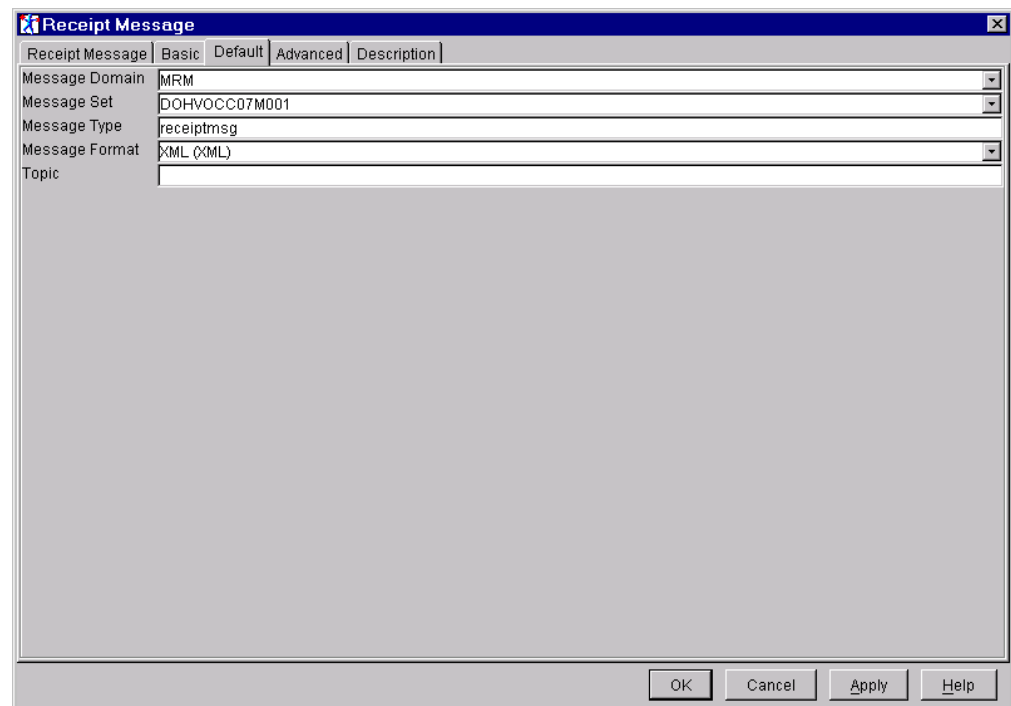 Receipt Message
Receipt Message Basic Default Advanced Description
Message Domain MRM
Message Set DOHVOCC07M001
Message Type receiptmsg
Message Format XML (XML)
Topic
OK Cancel Apply Help